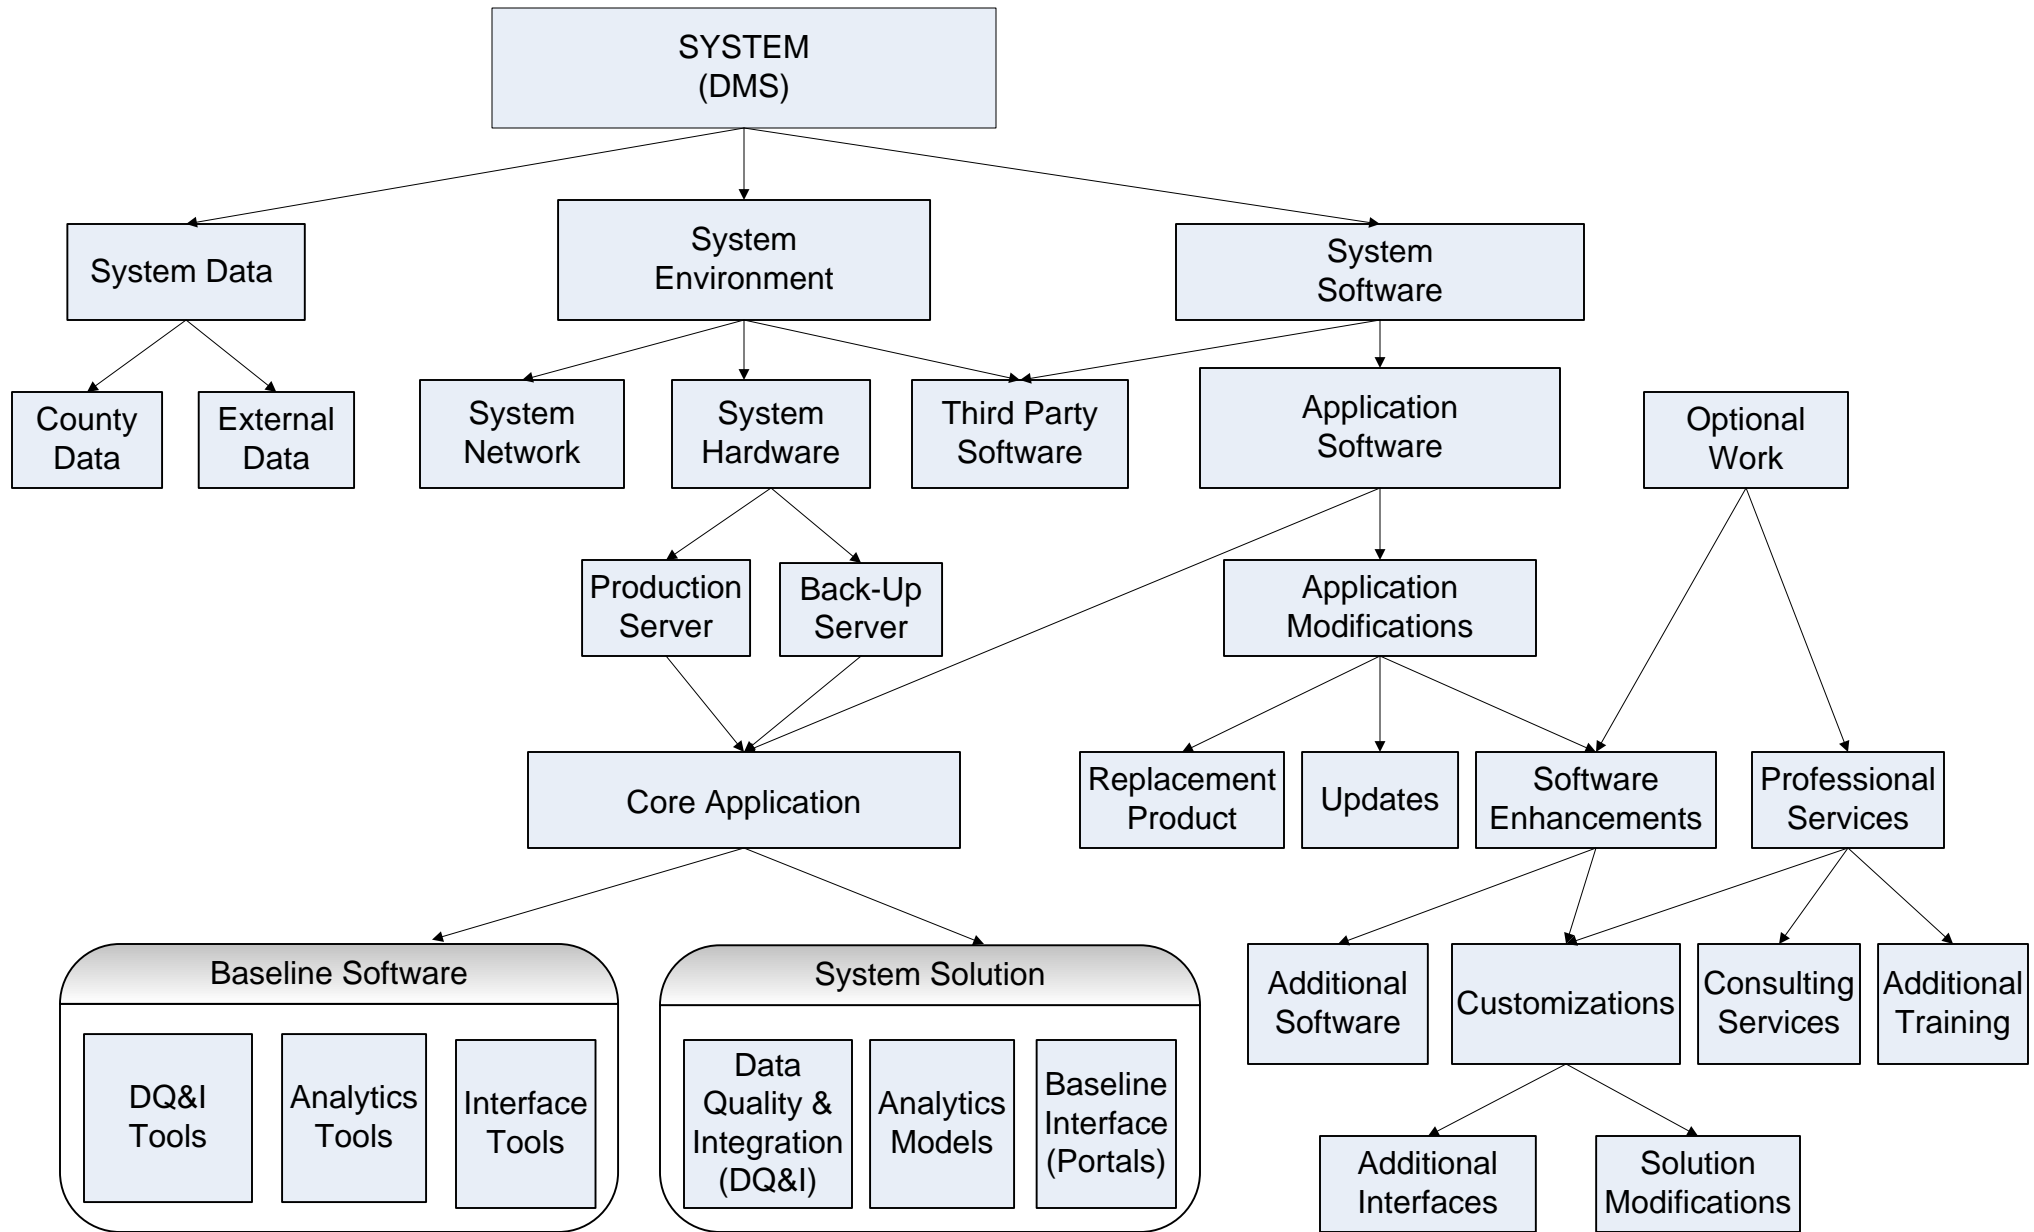 SYSTEM
(DMS)
System Data
System
Environment
System
Software
County
Data
External
Data
System
Network
System
Hardware
Third Party
Software
Application
Software
Optional
Work
Production
Server
Back-Up
Server
Application
Modifications
Core Application
Replacement
Product
Updates
Software
Enhancements
Professional
Services
Baseline Software
DQ&I
Tools
Analytics
Tools
Interface
Tools
System Solution
Data
Quality &
Integration
(DQ&I)
Analytics
Models
Baseline
Interface
(Portals)
Additional
Software
Customizations
Consulting
Services
Additional
Training
Additional
Interfaces
Solution
Modifications